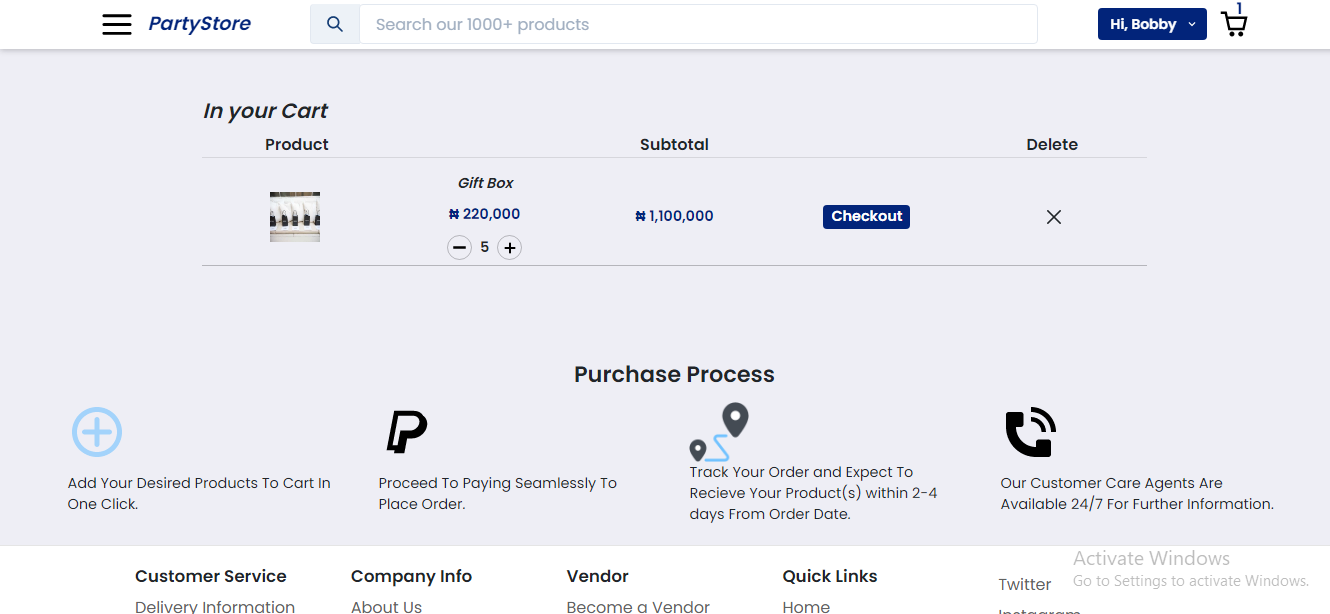 PartyStore
Search our 1000+ products
Hi, Bobby
1
In your Cart
Product Subtotal Delete
Gift Box
₦ 220,000
₦ 1,100,000
Checkout
5
Purchase Process
Add Your Desired Products To Cart In
One Click.
Proceed To Paying Seamlessly To
Place Order.
Track Your Order and Expect To
Recieve Your Product(s) within 2-4
days From Order Date.
Our Customer Care Agents Are
Available 24/7 For Further Information.
Customer Service
Delivery Information
Company Info
About Us
Vendor
Become a Vendor
Quick Links
Home
Twitter
Instagram
Activate Windows
Go to Settings to activate Windows.